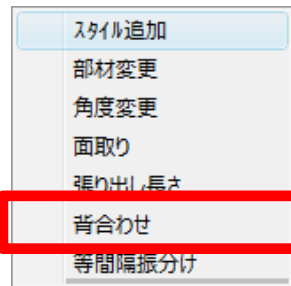 ｽﾀｲﾙ追加
部材変更
角度変更
面取り
張り出し長さ
背合わせ
等間隔振分け